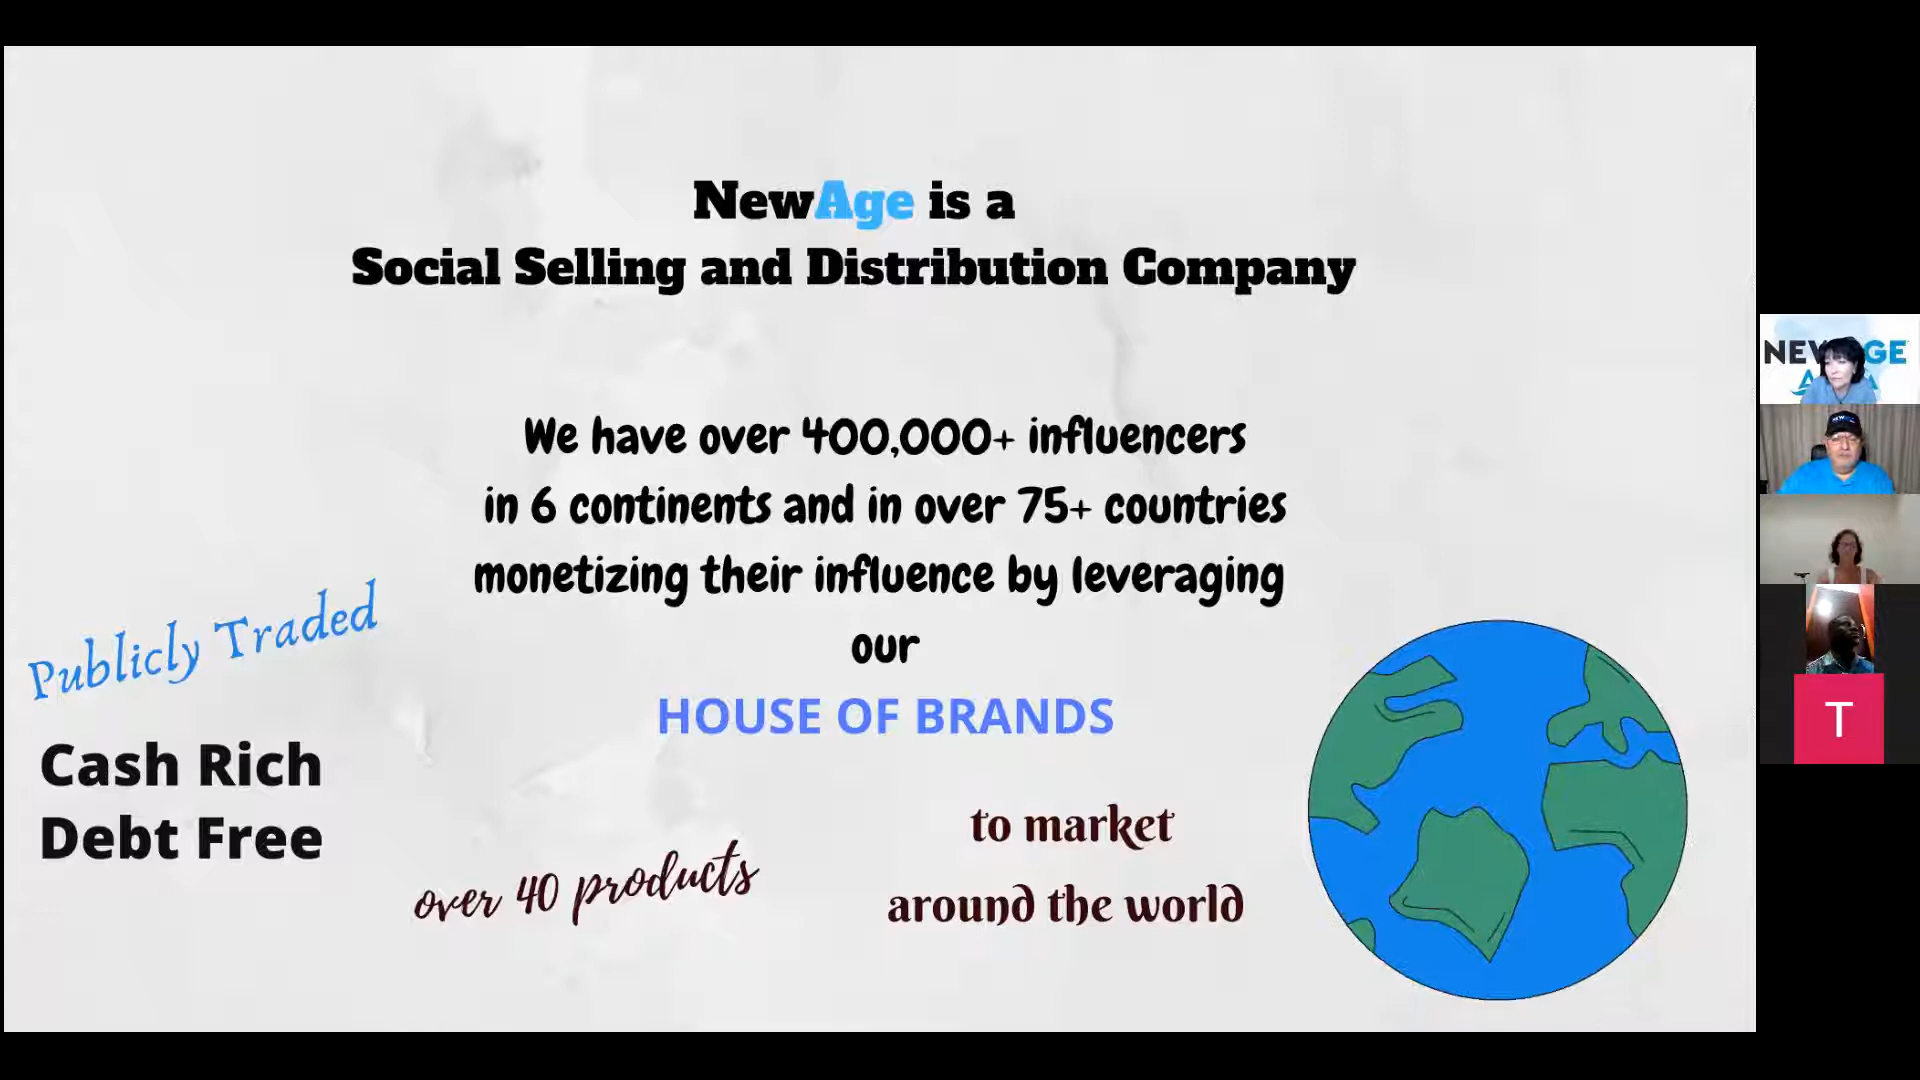 NewAge is a
Social Selling and Distribution Company
We have over 400,000+ influencers
in 6 continents and in over 75+ countries
monetizing their influence by leveraging
our
HOUSE OF BRANDS
Publicly Traded
Cash Rich
Debt Free
over 40 products
to market
around the world
T